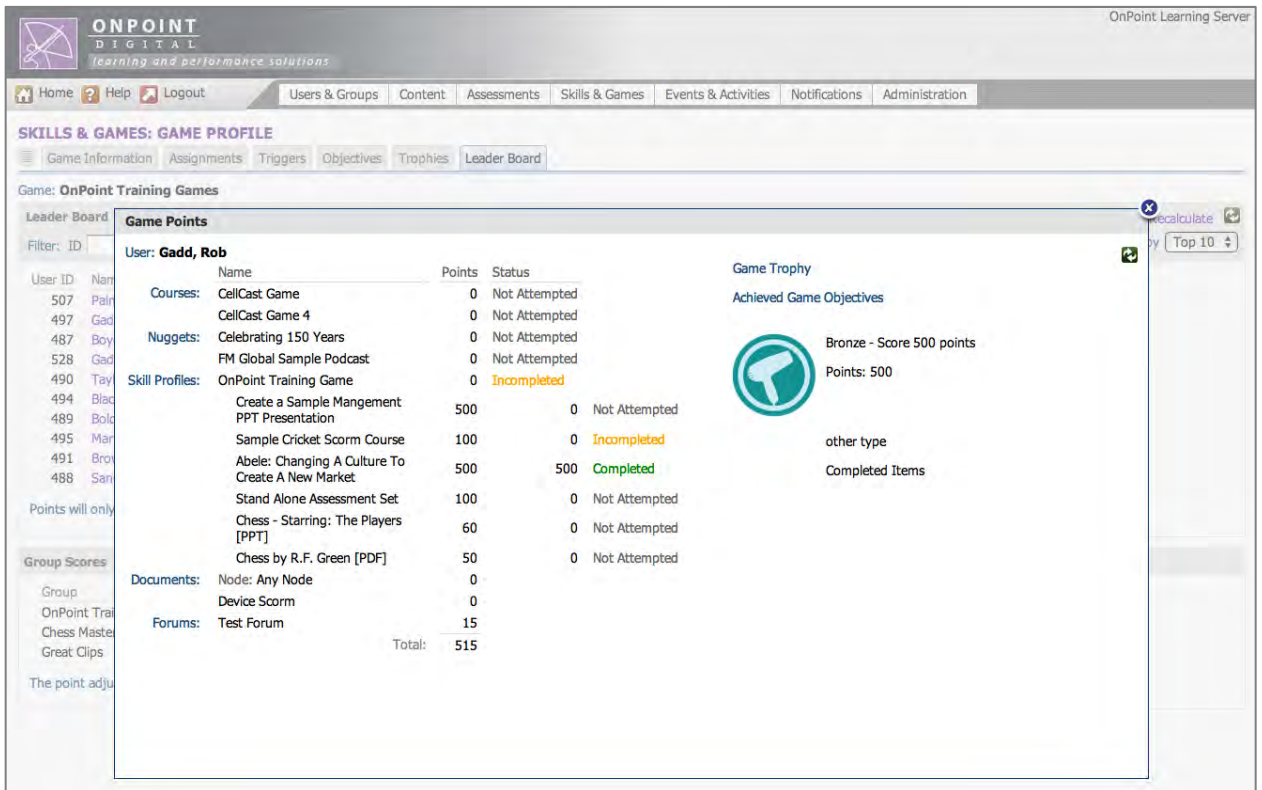 OnPoint Learning Server
ONPOINT
DIGITAL
learning and performance solutions
Home Help Logout Users & Groups Content Assessments Skills & Games Events & Activities Notifications Administration
SKILLS & GAMES: GAME PROFILE
Game Information Assignments Triggers Objectives Trophies Leader Board
Game: OnPoint Training Games
Leader Board
Recalculate
Filter: ID
by Top 10
User ID
507
497
487
528
490
494
489
495
491
488
Points will only
Group Scores
Group
OnPoint Trai
Chess Master
Great Clips
The point adju
Game Points
User: Gadd, Rob
Name Points Status
Courses: CellCast Game 0 Not Attempted
CellCast Game 4 0 Not Attempted
Nuggets: Celebrating 150 Years 0 Not Attempted
FM Global Sample Podcast 0 Not Attempted
Skill Profiles: OnPoint Training Game 0 Incompleted
Create a Sample Mangement
PPT Presentation 500 0 Not Attempted
Sample Cricket Scorm Course 100 0 Incompleted
Abele: Changing A Culture To
Create A New Market 500 500 Completed
Stand Alone Assessment Set 100 0 Not Attempted
Chess - Starring: The Players
[PPT] 60 0 Not Attempted
Chess by R.F. Green [PDF] 50 0 Not Attempted
Documents: Node: Any Node 0
Device Scorm 0
Forums: Test Forum 15
Total: 515
Game Trophy
Achieved Game Objectives
Bronze - Score 500 points
Points: 500
other type
Completed Items